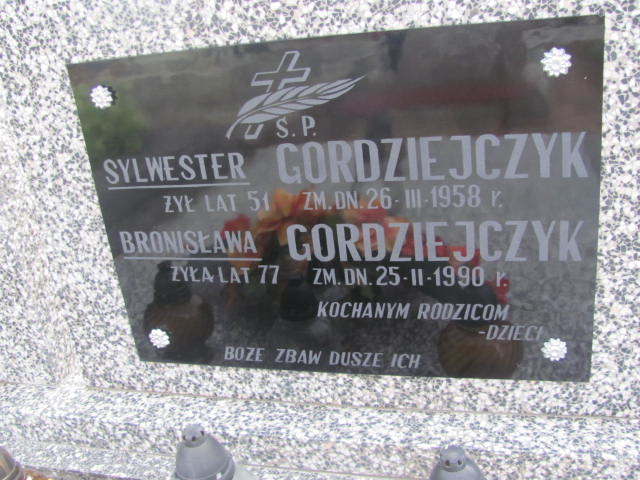 Ś.P.
SYLWESTER GORDZIEJCZYK
ŻYŁ LAT 51 ZM. DN. 26-III-1958 r.
BRONISŁAWA GORDZIEJCZYK
ŻYŁA LAT 77 ZM. DN. 25-II-1990 r.
KOCHANYM RODZICOM
-DZIECI
BOŻE ZBAW DUSZE ICH